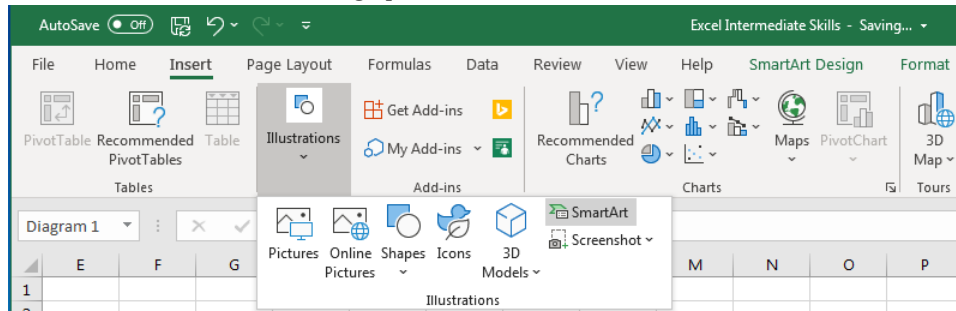 AutoSave Off Excel Intermediate Skills - Saving...
File Home Insert Page Layout Formulas Data Review View Help SmartArt Design Format
PivotTable Recommended PivotTables Table
Tables
Illustrations
Get Add-ins
My Add-ins
Add-ins
Recommended Charts
Maps PivotChart
Charts
3D Map
Tours
Diagram 1
Pictures Online Pictures Shapes Icons 3D Models
SmartArt
Screenshot
Illustrations
E F G M N O P
1